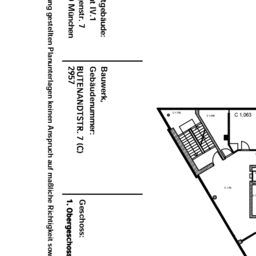 tgebäude:
t IV.1
enstr. 7
München
Bauwerk,
Gebäudenummer:
BUTENANDTSTR. 7 (C)
2957
Geschoss:
1. Obergeschoss
ng gestellten Planunterlagen keinen Anspruch auf maßliche Richtigkeit sow
C 1.083